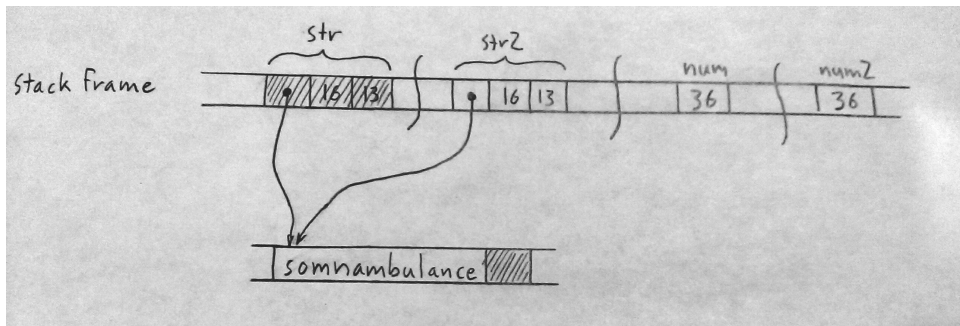 str str2
num num2
Stack frame 16 13 16 13 36 36
somnambulance